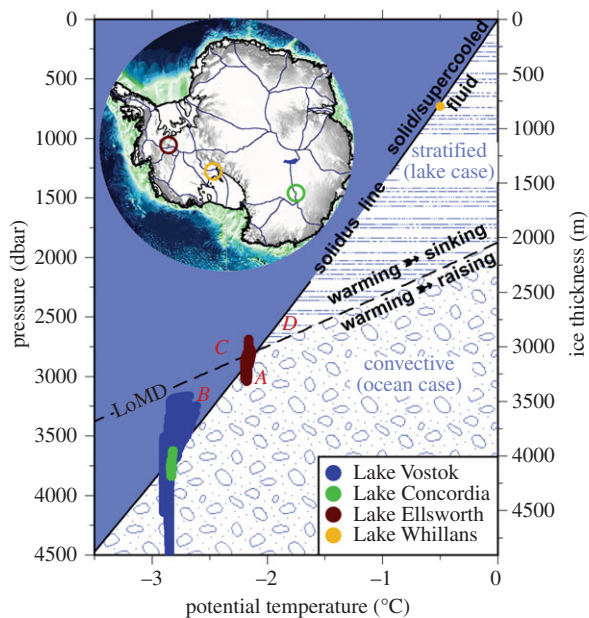 0
500
1000
1500
2000
2500
3000
3500
4000
4500
pressure (dbar)
−3
−2
−1
0
potential temperature (°C)
0
500
1000
1500
2000
2500
3000
3500
4000
4500
ice thickness (m)
solid/supercooled
fluid
solidus line
stratified
(lake case)
warming ➳ sinking
warming ➳ raising
LoMD
convective
(ocean case)
A
B
C
D
Lake Vostok
Lake Concordia
Lake Ellsworth
Lake Whillans